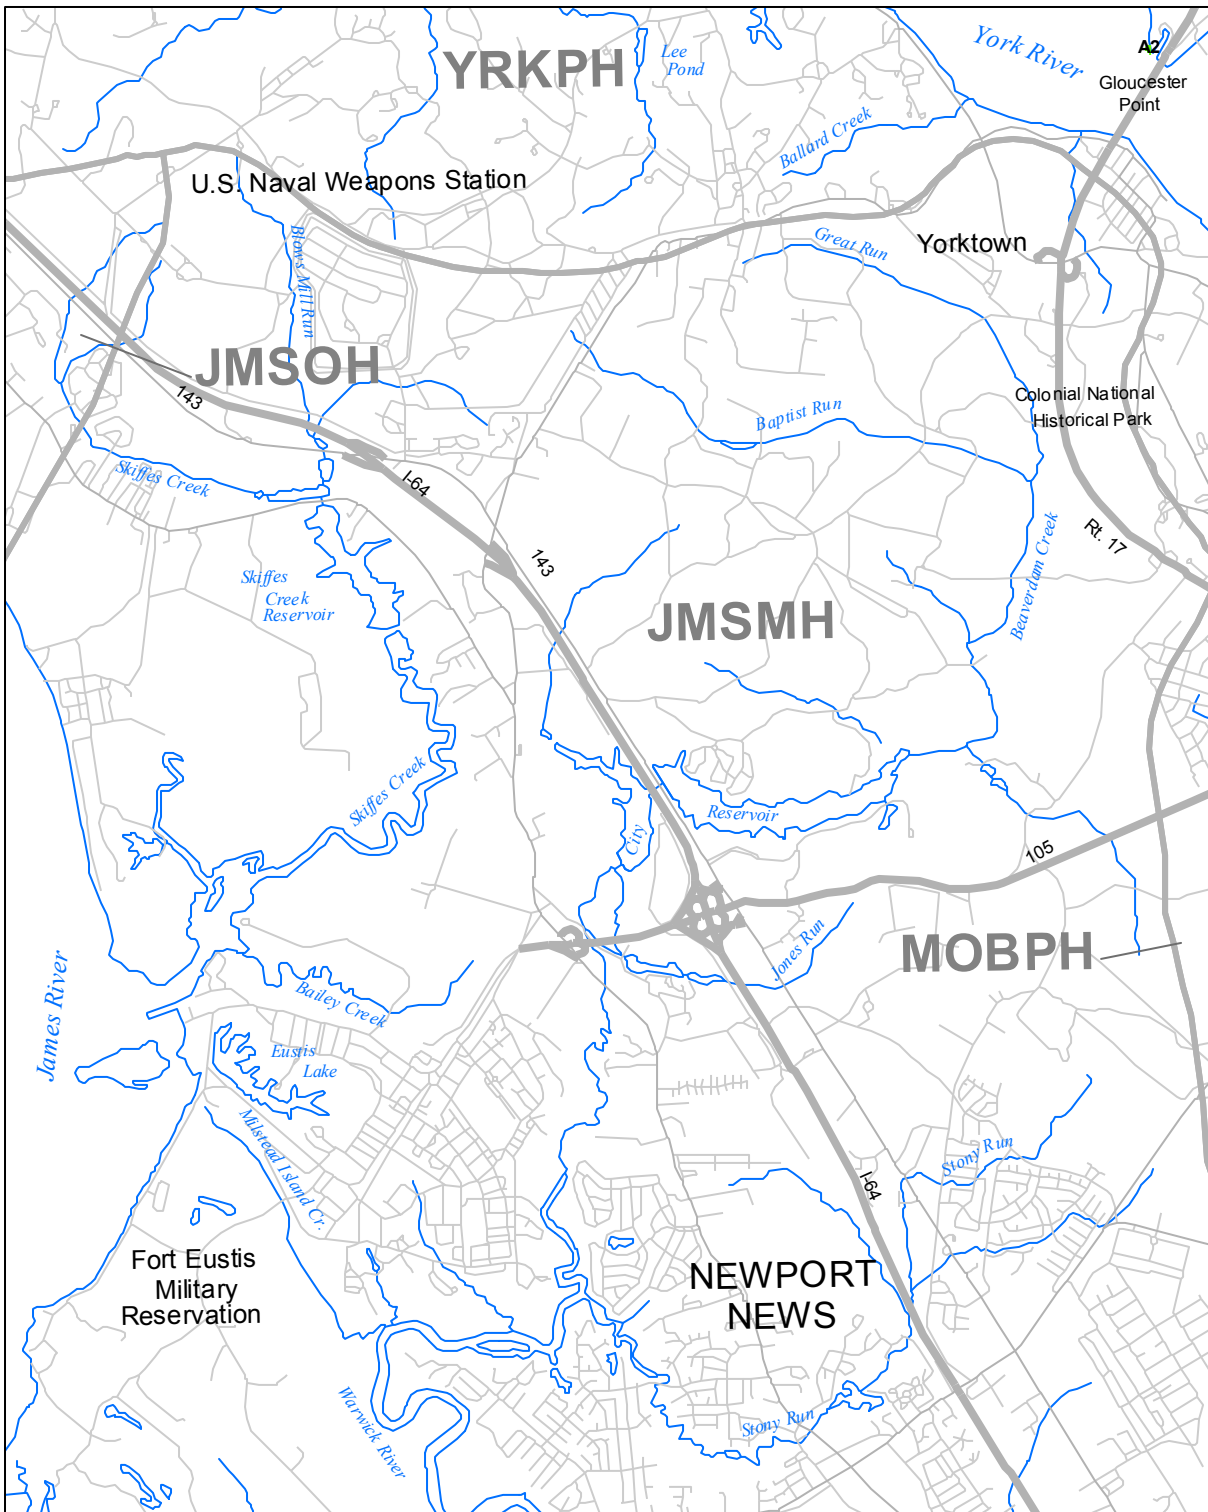 York River
A2
Lee
Pond
YRKPH
Gloucester
Point
Ballard Creek
U.S. Naval Weapons Station
Great Run
Yorktown
Blows Mill Run
JMSOH
143
Colonial National
Historical Park
Baptist Run
Skiffes Creek
I-64
Rt. 17
143
Beaverdam Creek
Skiffes
Creek
Reservoir
JMSMH
Skiffes Creek
Reservoir
City
105
Jones Run
MOBPH
James River
Bailey Creek
Eustis
Lake
Milstead Island Cr.
Stony Run
I-64
Fort Eustis
Military
Reservation
NEWPORT
NEWS
Warwick River
Stony Run